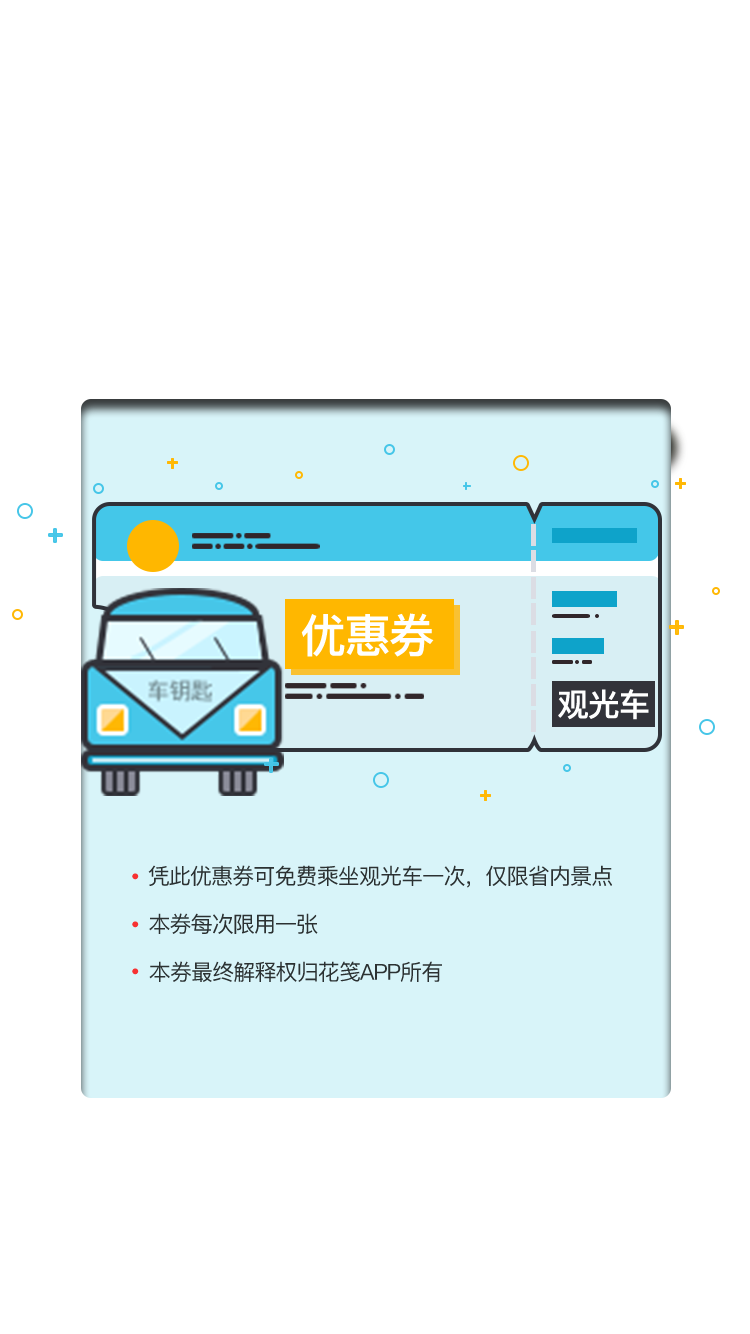 优惠券
车钥匙
观光车
凭此优惠券可免费乘坐观光车一次，仅限省内景点
本券每次限用一张
本券最终解释权归花笺APP所有